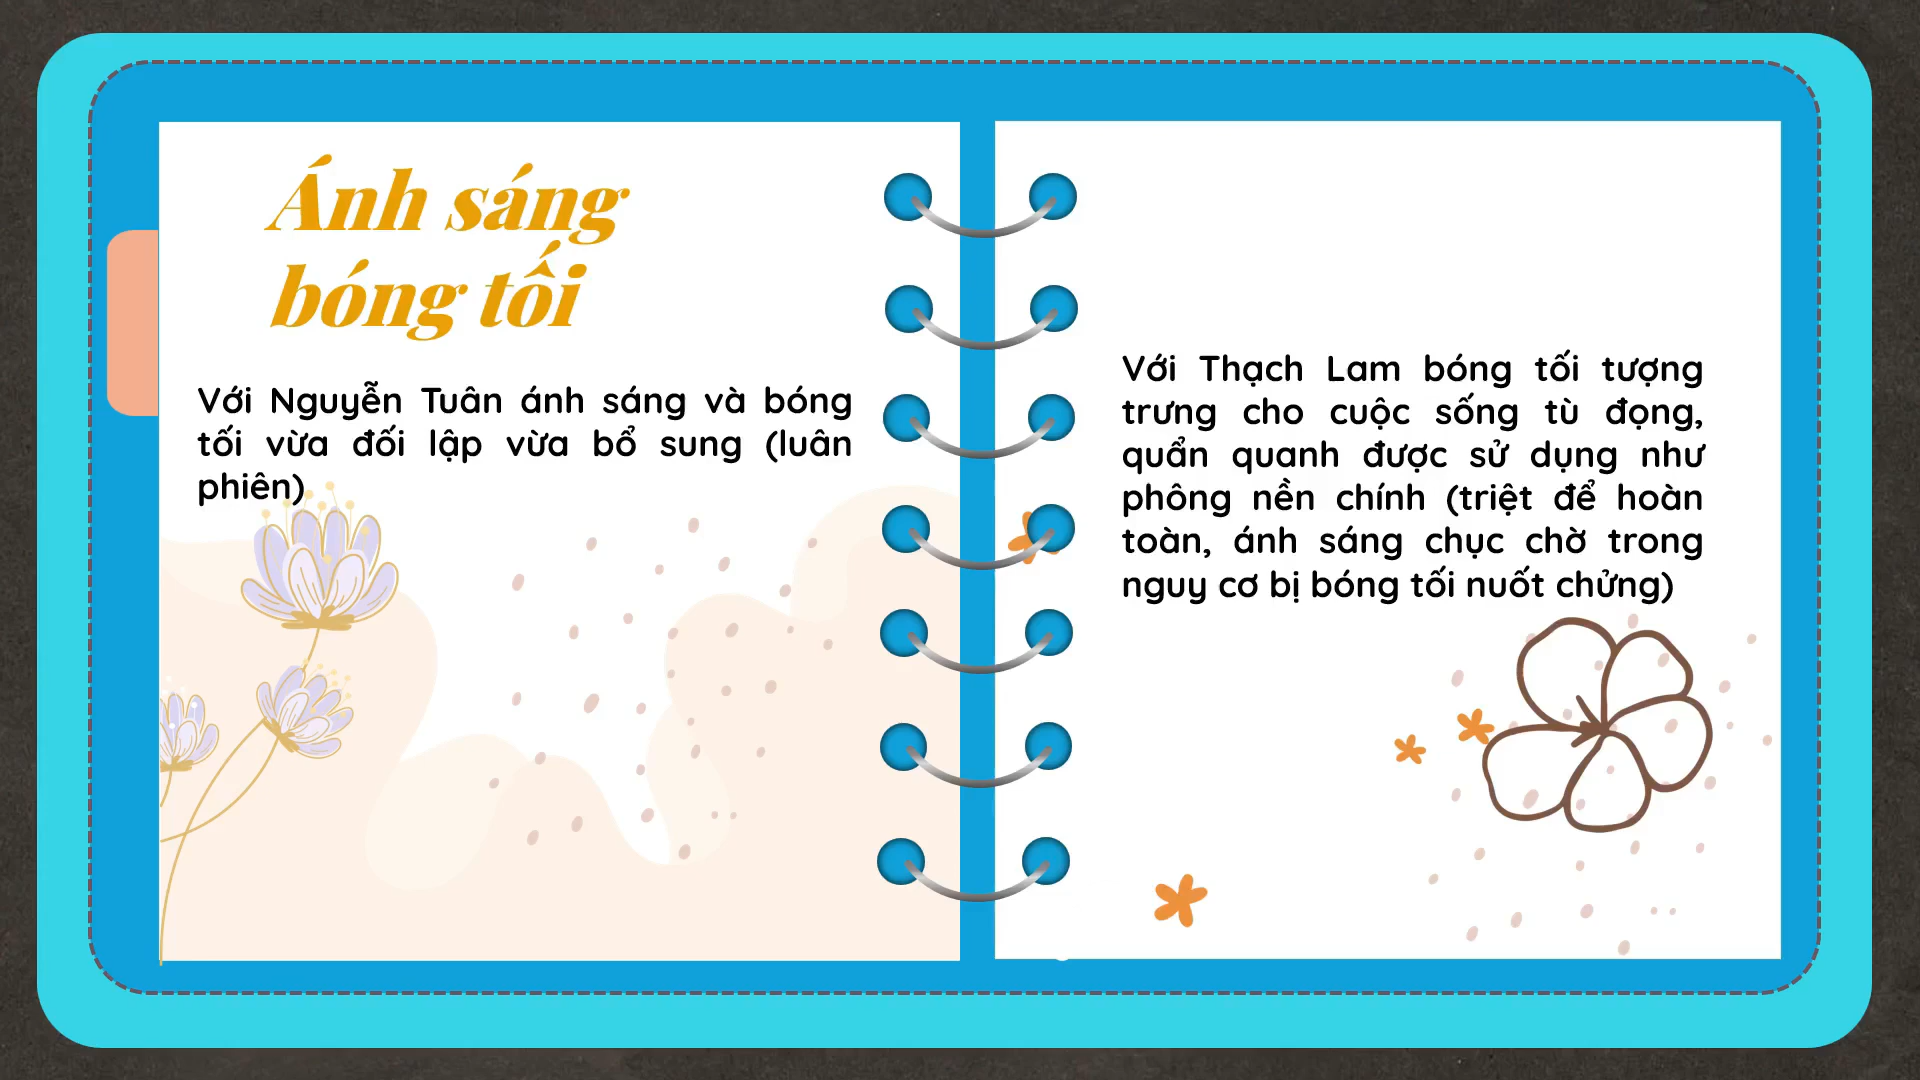 Ánh sáng
bóng tối
Với Nguyễn Tuân ánh sáng và bóng
tối vừa đối lập vừa bổ sung (luân
phiên)
Với Thạch Lam bóng tối tượng
trưng cho cuộc sống tù đọng,
quẩn quanh được sử dụng như
phông nền chính (triệt để hoàn
toàn, ánh sáng chục chờ trong
nguy cơ bị bóng tối nuốt chửng)